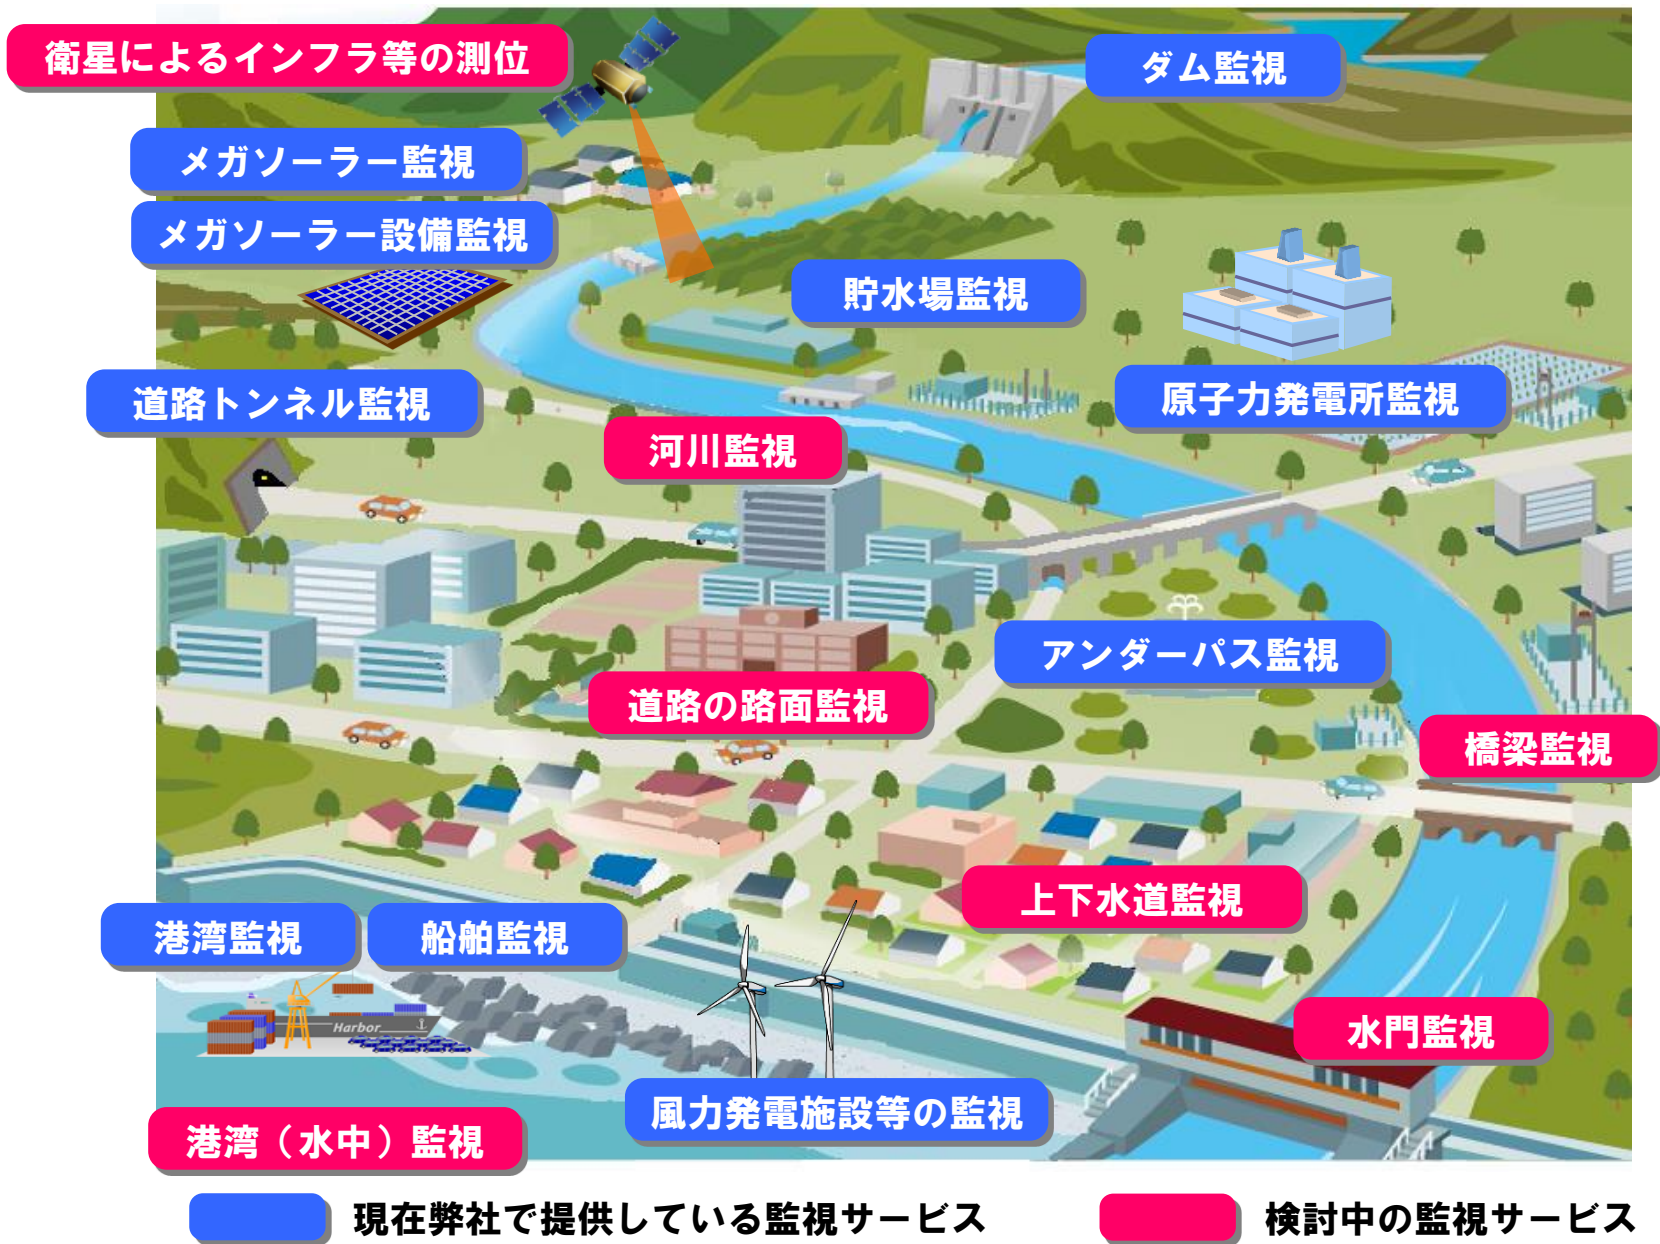 衛星によるインフラ等の測位
ダム監視
メガソーラー監視
メガソーラー設備監視
貯水場監視
道路トンネル監視
原子力発電所監視
河川監視
アンダーパス監視
道路の路面監視
橋梁監視
上下水道監視
港湾監視
船舶監視
Harbor
水門監視
風力発電施設等の監視
港湾（水中）監視
現在弊社で提供している監視サービス
検討中の監視サービス